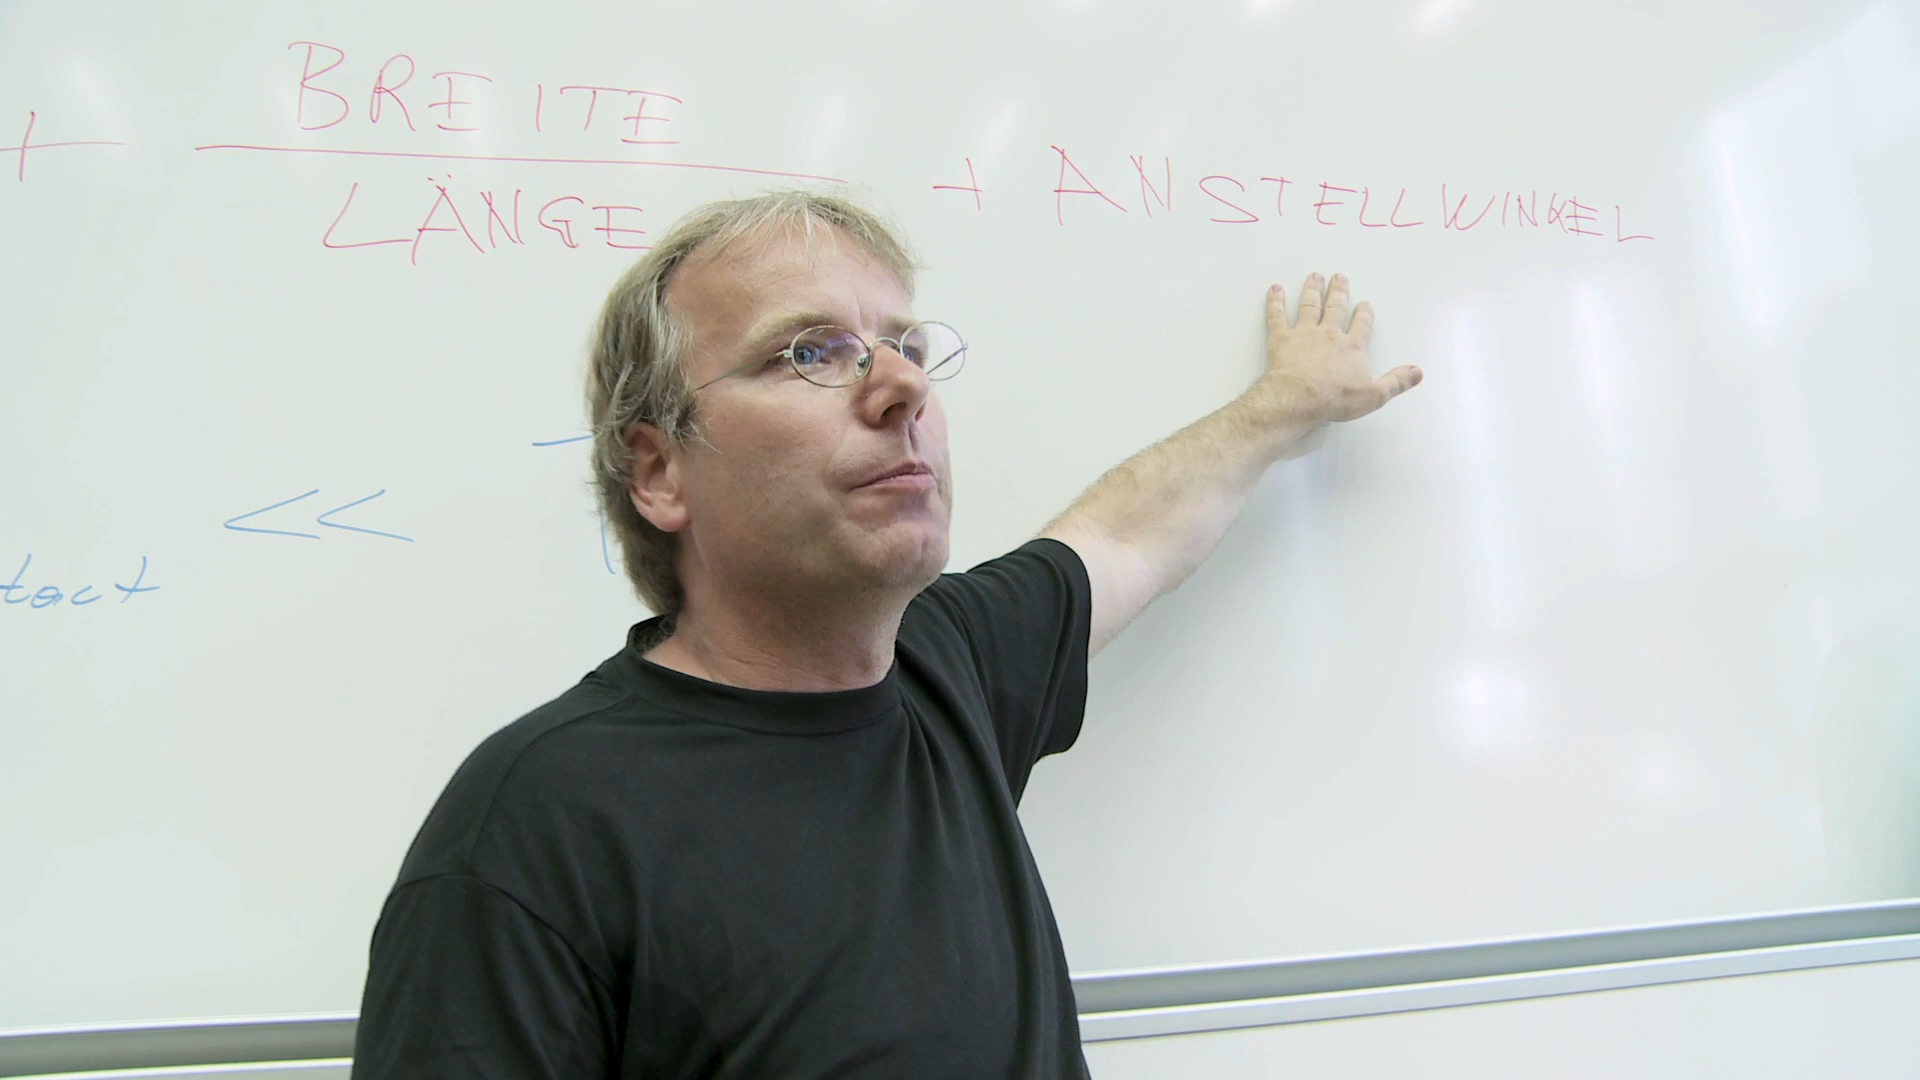 BREITE
+ ――― + ANSTELLWINKEL
LÄNGE
<<
tact